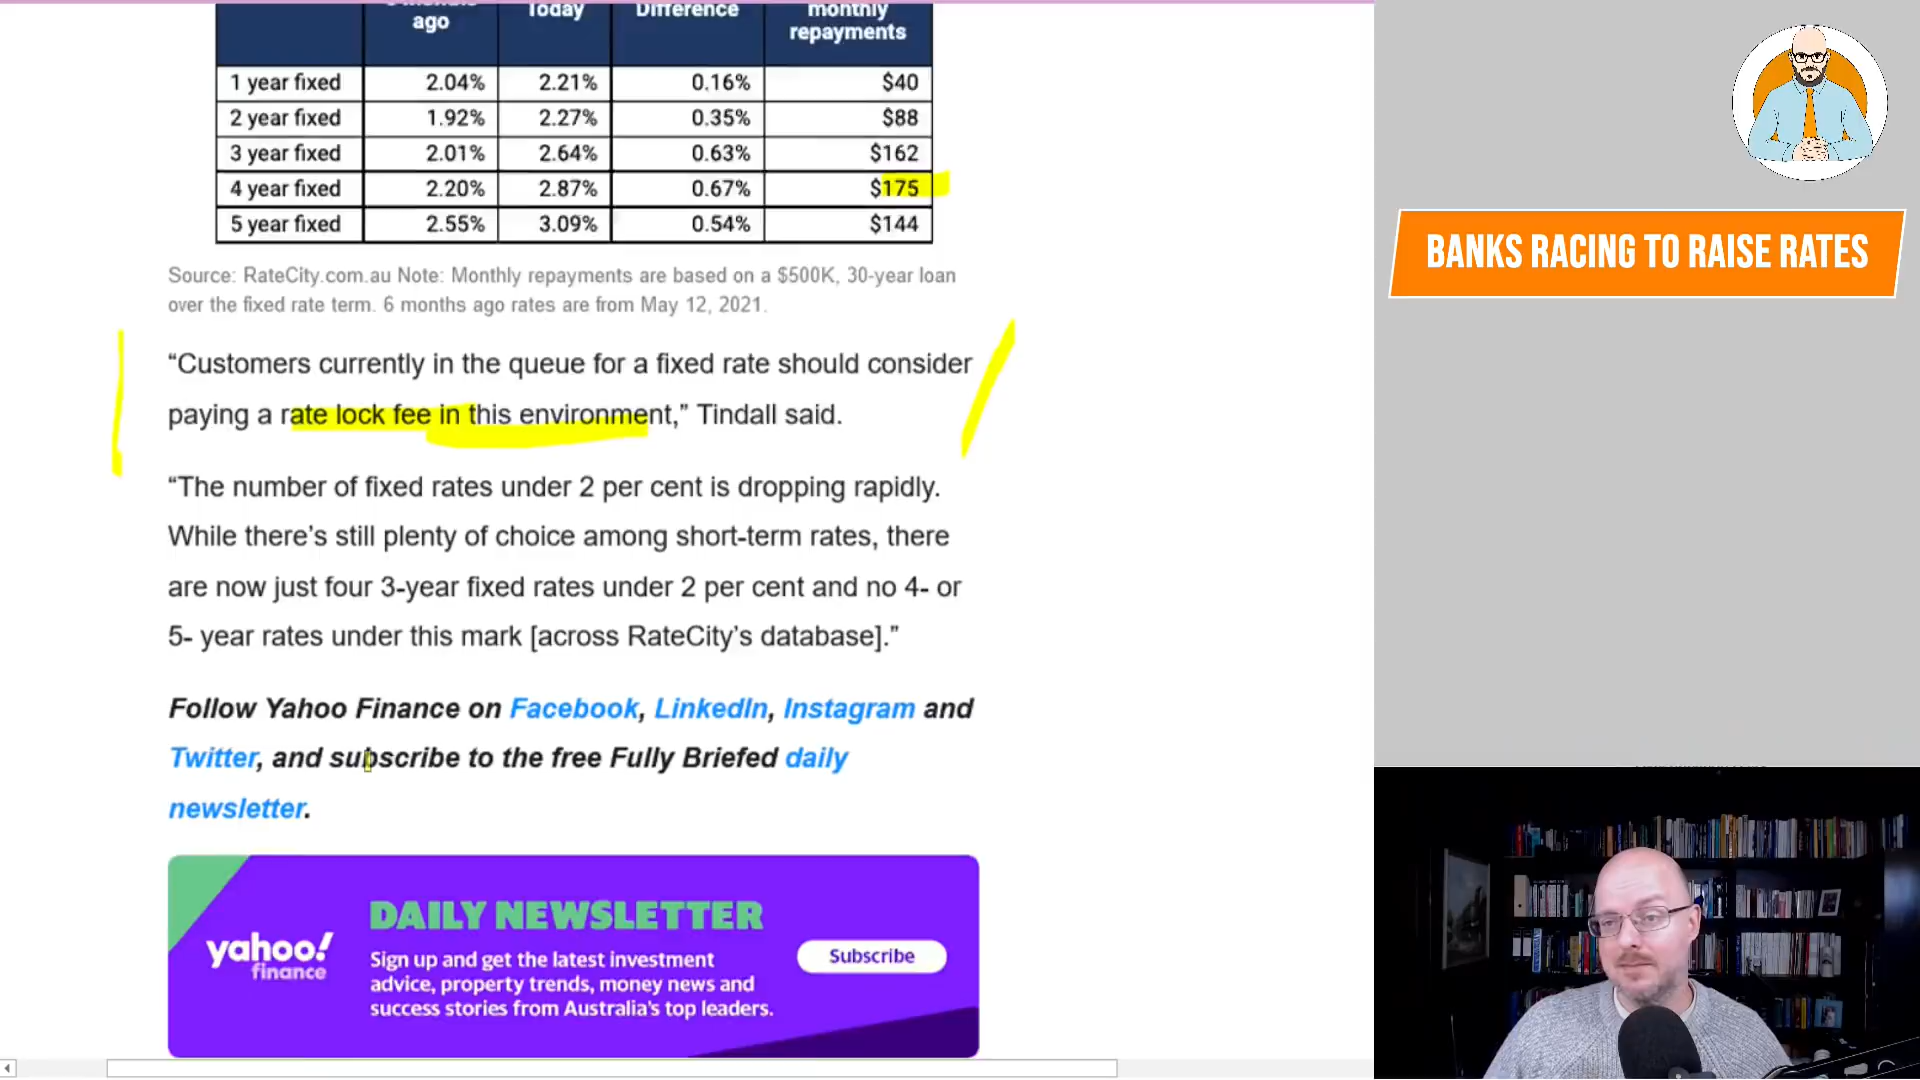 ago
Today
Difference
monthly
repayments
1 year fixed 2.04% 2.21% 0.16% $40
2 year fixed 1.92% 2.27% 0.35% $88
3 year fixed 2.01% 2.64% 0.63% $162
4 year fixed 2.20% 2.87% 0.67% $175
5 year fixed 2.55% 3.09% 0.54% $144
Source: RateCity.com.au Note: Monthly repayments are based on a $500K, 30-year loan
over the fixed rate term. 6 months ago rates are from May 12, 2021.
“Customers currently in the queue for a fixed rate should consider
paying a rate lock fee in this environment,” Tindall said.
“The number of fixed rates under 2 per cent is dropping rapidly.
While there’s still plenty of choice among short-term rates, there
are now just four 3-year fixed rates under 2 per cent and no 4- or
5- year rates under this mark [across RateCity’s database].”
Follow Yahoo Finance on Facebook, LinkedIn, Instagram and
Twitter, and subscribe to the free Fully Briefed daily
newsletter.
yahoo!
finance
DAILY NEWSLETTER
Sign up and get the latest investment
advice, property trends, money news and
success stories from Australia’s top leaders.
Subscribe
BANKS RACING TO RAISE RATES